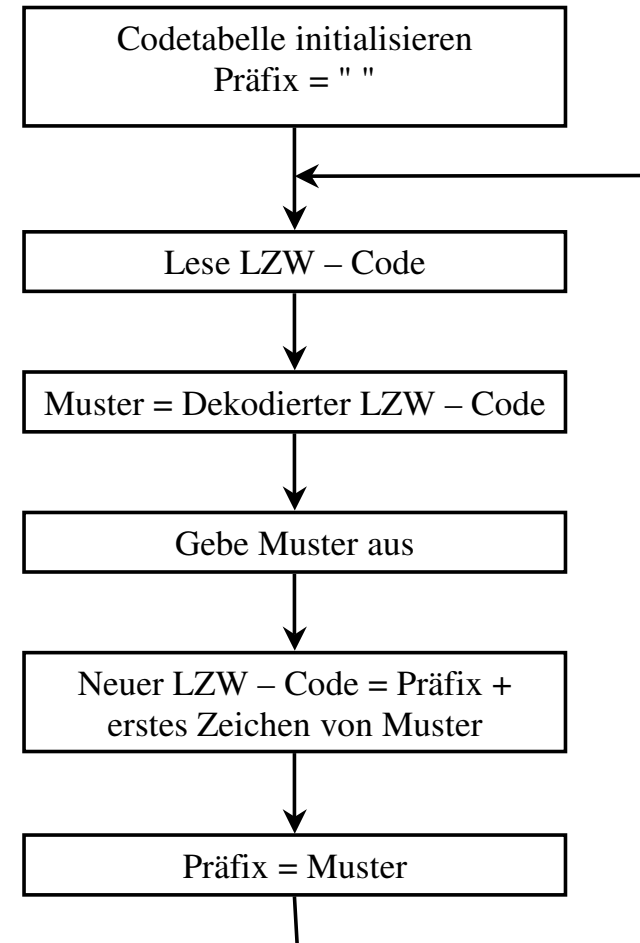 Codetabelle initialisieren
Präfix = " "
Lese LZW – Code
Muster = Dekodierter LZW – Code
Gebe Muster aus
Neuer LZW – Code = Präfix +
erstes Zeichen von Muster
Präfix = Muster